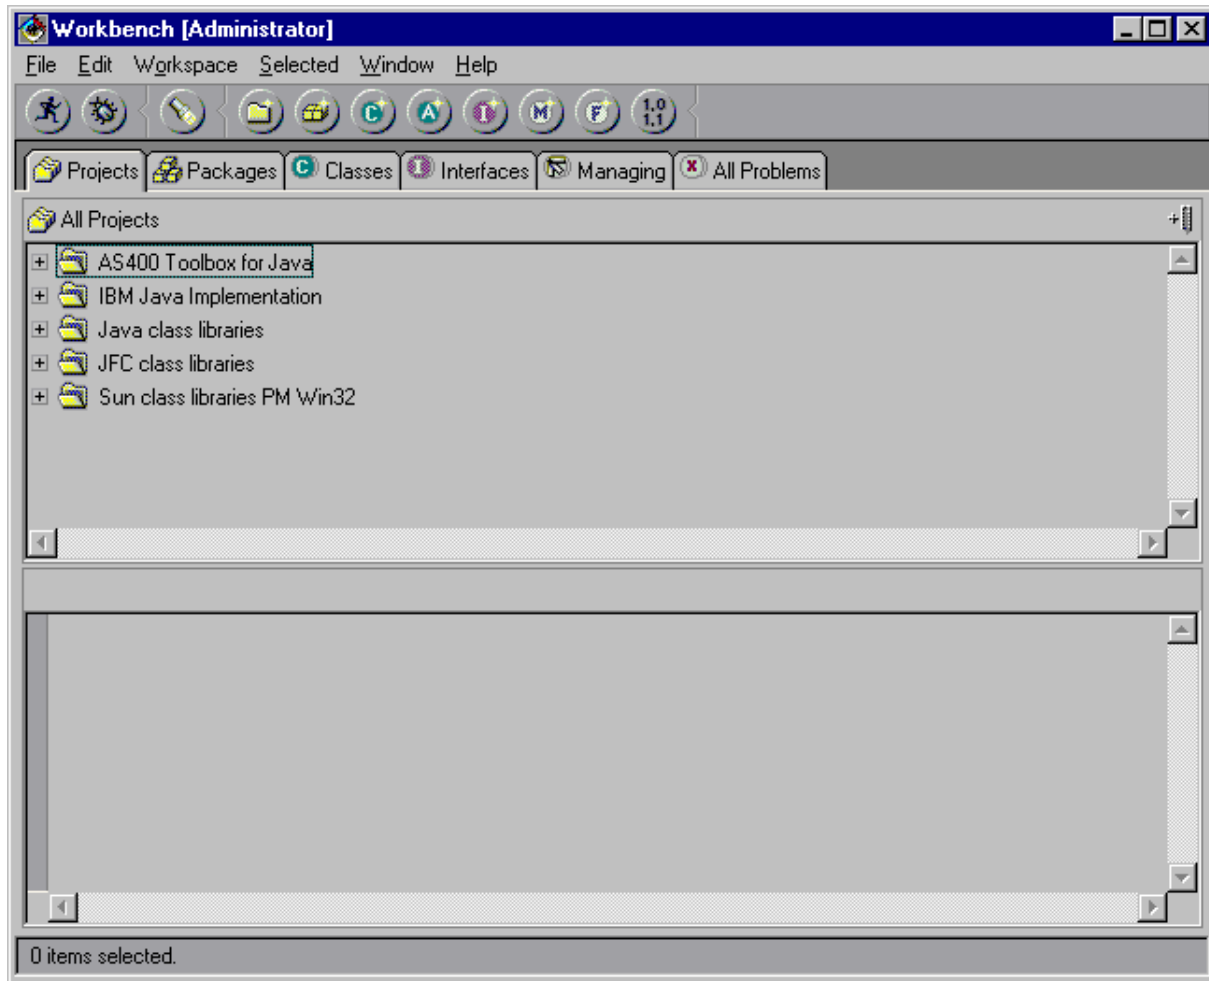 Workbench [Administrator]
File Edit Workspace Selected Window Help
C A I M F 1.0 1.1
Projects Packages C Classes I Interfaces Managing X All Problems
All Projects
AS400 Toolbox for Java
IBM Java Implementation
Java class libraries
JFC class libraries
Sun class libraries PM Win32
0 items selected.